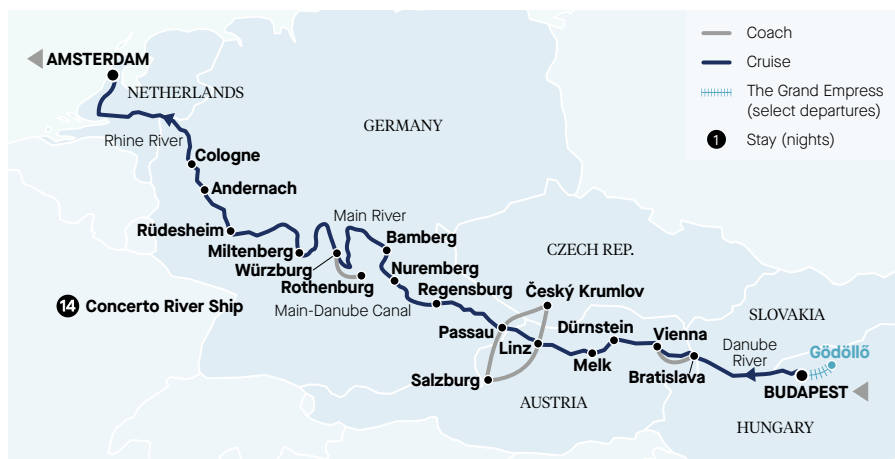 Coach
Cruise
The Grand Empress
(select departures)
1 Stay (nights)
AMSTERDAM
NETHERLANDS
GERMANY
Rhine River
Cologne
Andernach
Rüdesheim
Main River
Miltenberg
Würzburg
Bamberg
Rothenburg
Nuremberg
CZECH REP.
Main-Danube Canal
Regensburg
Český Krumlov
14 Concerto River Ship
SLOVAKIA
Passau
Linz
Dürnstein
Vienna
Danube
River
Gödöllő
Salzburg
Melk
Bratislava
BUDAPEST
AUSTRIA
HUNGARY